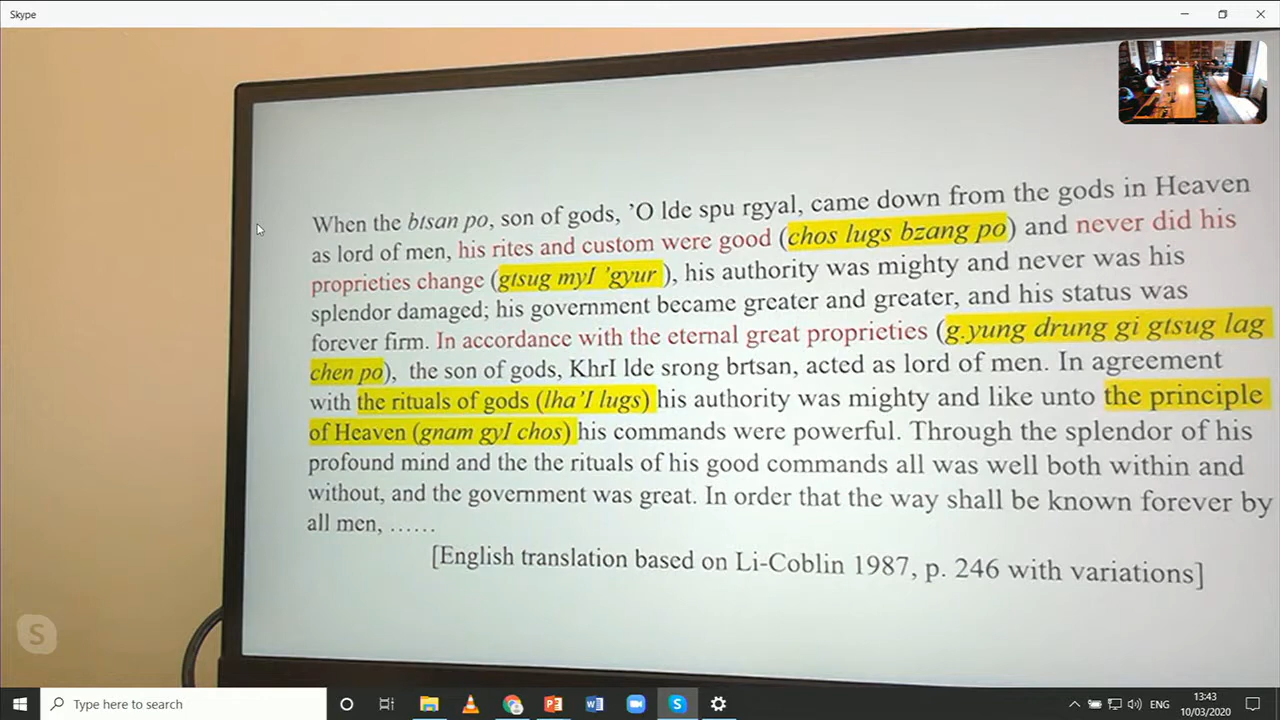 Skype
When the btsan po, son of gods, ’O lde spu rgyal, came down from the gods in Heaven
as lord of men, his rites and custom were good (chos lugs bzang po) and never did his
proprieties change (gtsug myI ’gyur ), his authority was mighty and never was his
splendor damaged; his government became greater and greater, and his status was
forever firm. In accordance with the eternal great proprieties (g.yung drung gi gtsug lag
chen po), the son of gods, KhrI lde srong brtsan, acted as lord of men. In agreement
with the rituals of gods (lha’I lugs) his authority was mighty and like unto the principle
of Heaven (gnam gyI chos) his commands were powerful. Through the splendor of his
profound mind and the the rituals of his good commands all was well both within and
without, and the government was great. In order that the way shall be known forever by
all men, ……
[English translation based on Li-Coblin 1987, p. 246 with variations]
S
Type here to search
ENG
13:43
10/03/2020